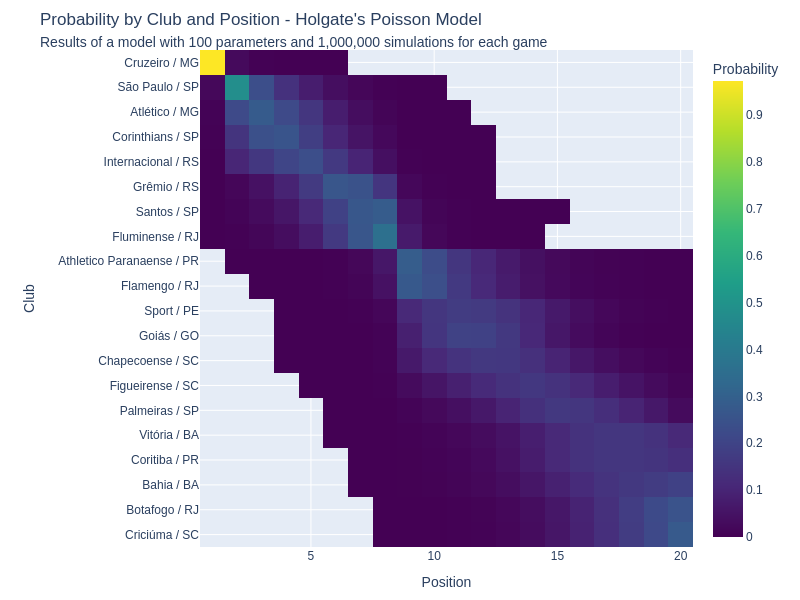 Probability by Club and Position - Holgate's Poisson Model
Results of a model with 100 parameters and 1,000,000 simulations for each game
Probability
Club
Cruzeiro / MG
São Paulo / SP
Atlético / MG
Corinthians / SP
Internacional / RS
Grêmio / RS
Santos / SP
Fluminense / RJ
Athletico Paranaense / PR
Flamengo / RJ
Sport / PE
Goiás / GO
Chapecoense / SC
Figueirense / SC
Palmeiras / SP
Vitória / BA
Coritiba / PR
Bahia / BA
Botafogo / RJ
Criciúma / SC
0.9
0.8
0.7
0.6
0.5
0.4
0.3
0.2
0.1
0
5
10
15
20
Position